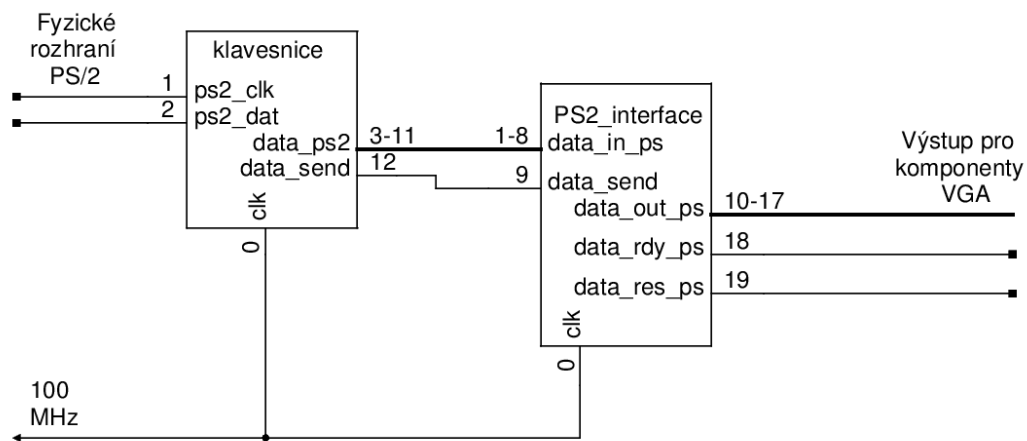 Fyzické
rozhraní
PS/2
klavesnice
1
ps2_clk
2
ps2_dat
data_ps2
3-11
data_send
12
clk
0
PS2_interface
1-8
data_in_ps
9
data_send
data_out_ps
10-17
data_rdy_ps
18
data_res_ps
19
clk
0
Výstup pro
komponenty
VGA
100
MHz